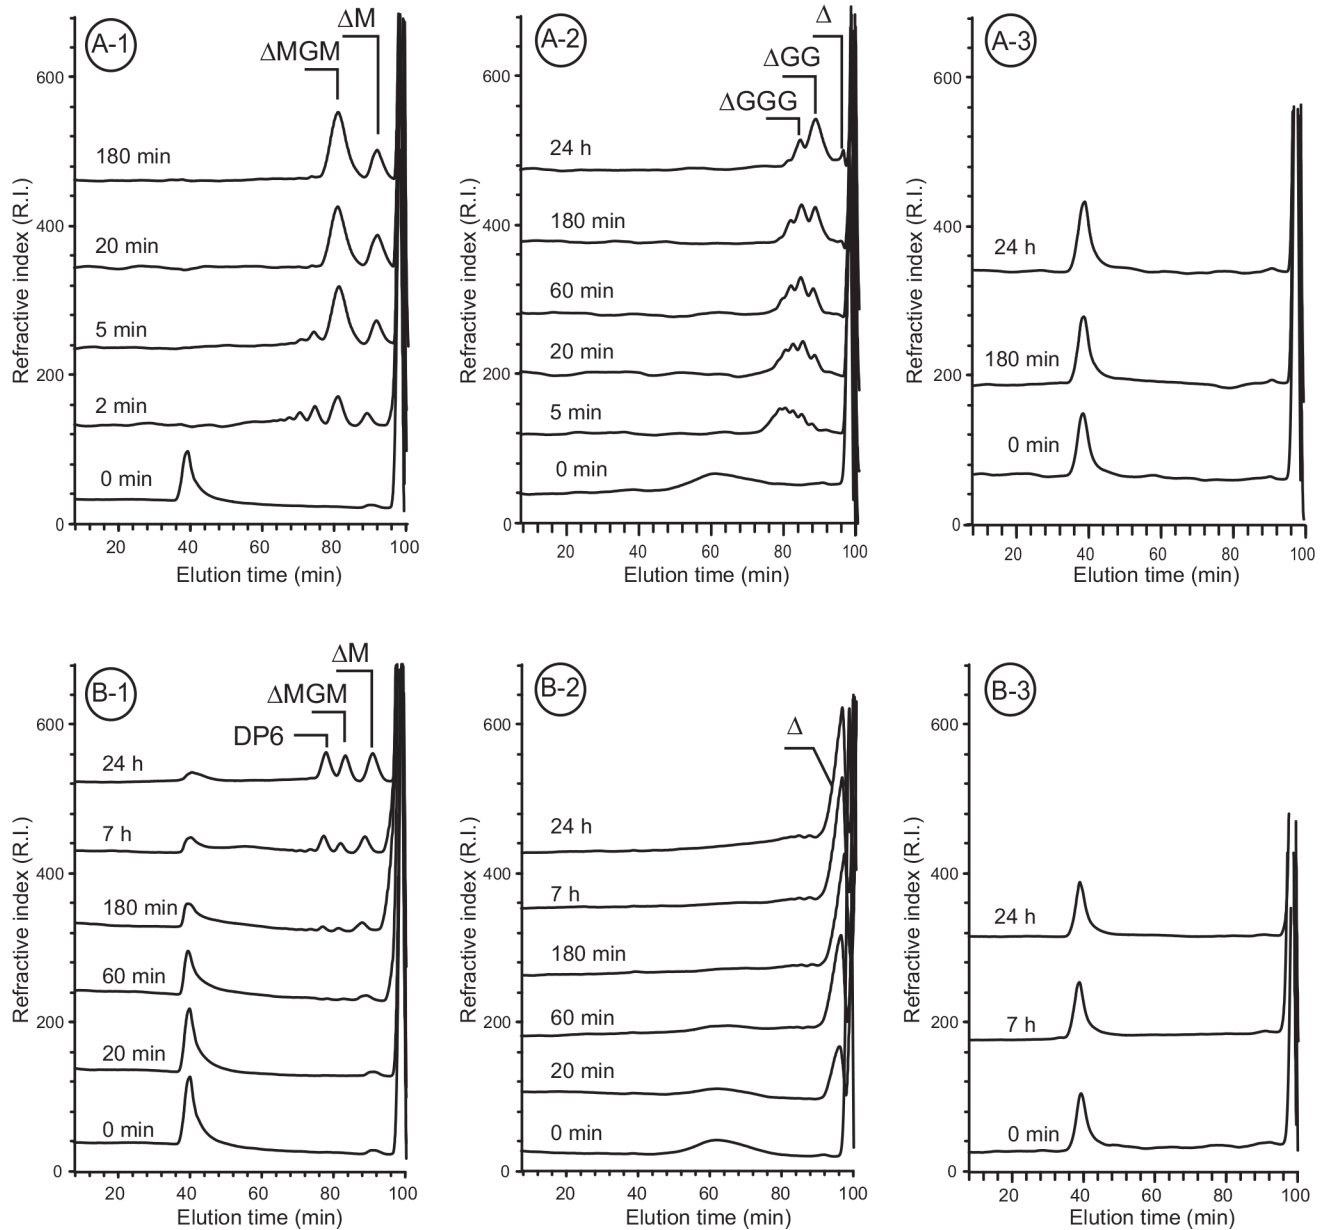 A-1
ΔM
ΔMGM
180 min
20 min
5 min
2 min
0 min
600
400
200
0
Refractive index (R.I.)
20 40 60 80 100
Elution time (min)
A-2
Δ
ΔGG
ΔGGG
24 h
180 min
60 min
20 min
5 min
0 min
600
400
200
0
Refractive index (R.I.)
20 40 60 80 100
Elution time (min)
A-3
24 h
180 min
0 min
600
400
200
0
Refractive index (R.I.)
20 40 60 80 100
Elution time (min)
B-1
ΔM
ΔMGM
DP6
24 h
7 h
180 min
60 min
20 min
0 min
600
400
200
0
Refractive index (R.I.)
20 40 60 80 100
Elution time (min)
B-2
Δ
24 h
7 h
180 min
60 min
20 min
0 min
600
400
200
0
Refractive index (R.I.)
20 40 60 80 100
Elution time (min)
B-3
24 h
7 h
0 min
600
400
200
0
Refractive index (R.I.)
20 40 60 80 100
Elution time (min)